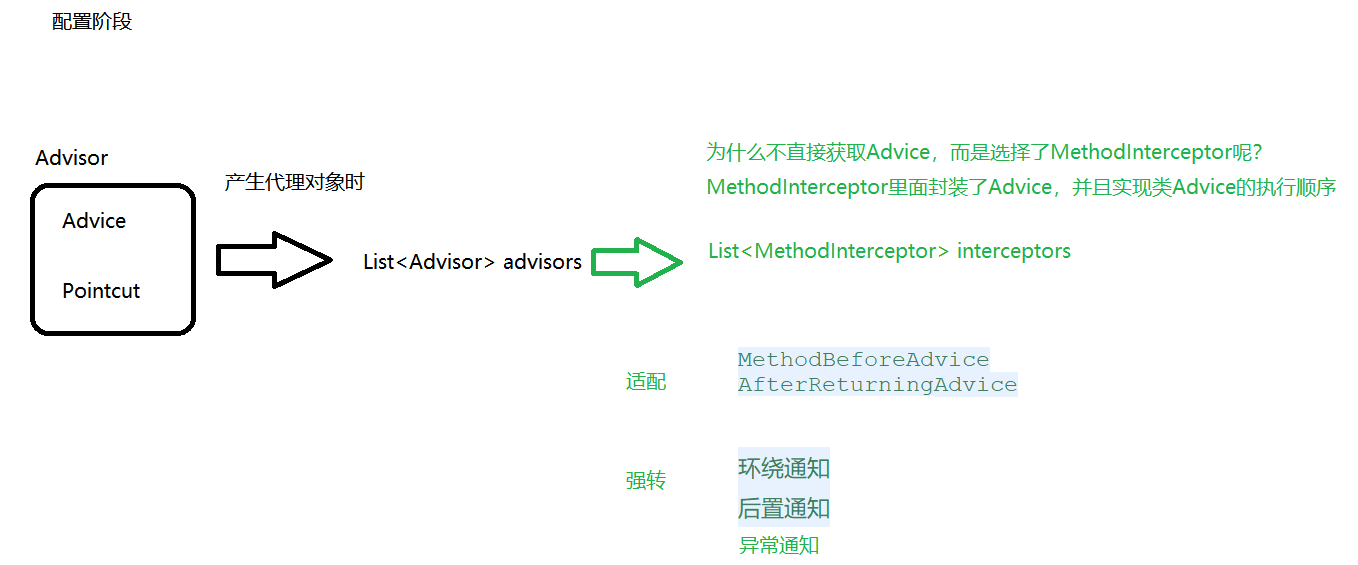 配置阶段
Advisor
Advice
Pointcut
产生代理对象时
List<Advisor> advisors
为什么不直接获取Advice，而是选择了MethodInterceptor呢？
MethodInterceptor里面封装了Advice，并且实现类Advice的执行顺序
List<MethodInterceptor> interceptors
适配
MethodBeforeAdvice
AfterReturningAdvice
强转
环绕通知
后置通知
异常通知